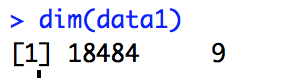 > dim(data1)
[1] 18484     9